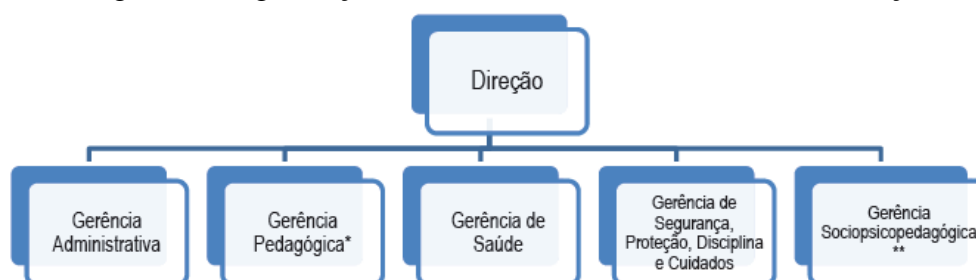 Direção
Gerência
Administrativa
Gerência
Pedagógica*
Gerência de
Saúde
Gerência de
Segurança,
Proteção, Disciplina
e Cuidados
Gerência
Sociopsicopedagógica
**